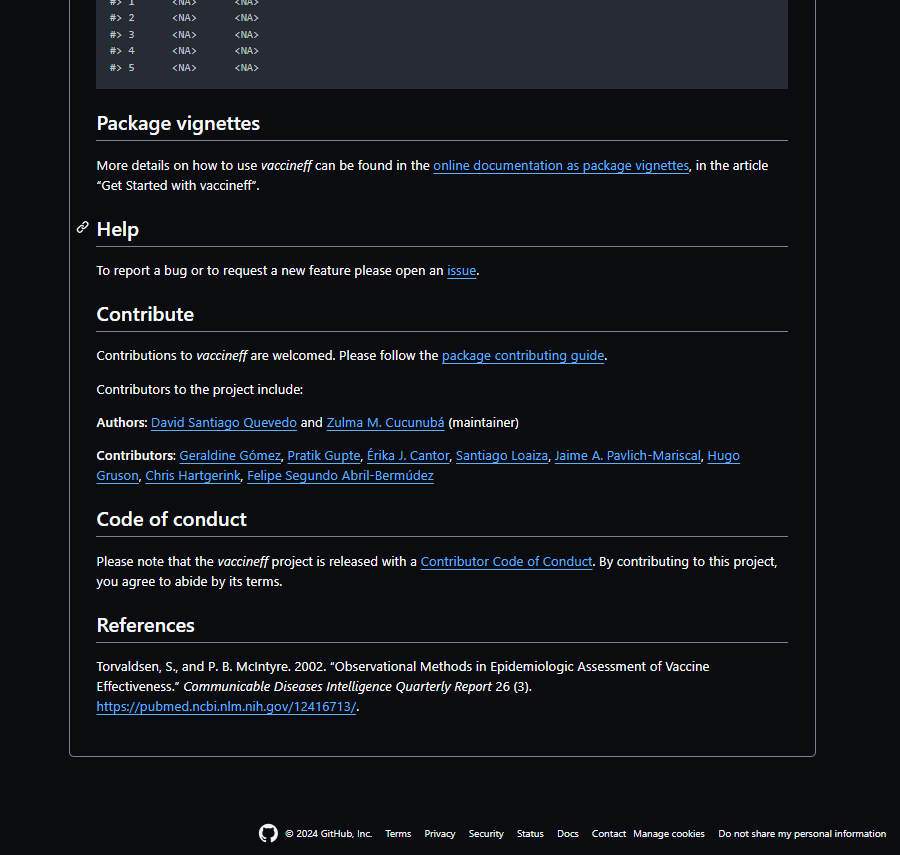 #> 1 <NA> <NA>
#> 2 <NA> <NA>
#> 3 <NA> <NA>
#> 4 <NA> <NA>
#> 5 <NA> <NA>
Package vignettes
More details on how to use vaccineff can be found in the online documentation as package vignettes, in the article
“Get Started with vaccineff”.
Help
To report a bug or to request a new feature please open an issue.
Contribute
Contributions to vaccineff are welcomed. Please follow the package contributing guide.
Contributors to the project include:
Authors: David Santiago Quevedo and Zulma M. Cucunubá (maintainer)
Contributors: Geraldine Gómez, Pratik Gupte, Érika J. Cantor, Santiago Loaiza, Jaime A. Pavlich-Mariscal, Hugo
Gruson, Chris Hartgerink, Felipe Segundo Abril-Bermúdez
Code of conduct
Please note that the vaccineff project is released with a Contributor Code of Conduct. By contributing to this project,
you agree to abide by its terms.
References
Torvaldsen, S., and P. B. McIntyre. 2002. “Observational Methods in Epidemiologic Assessment of Vaccine
Effectiveness.” Communicable Diseases Intelligence Quarterly Report 26 (3).
https://pubmed.ncbi.nlm.nih.gov/12416713/.
© 2024 GitHub, Inc. Terms Privacy Security Status Docs Contact Manage cookies Do not share my personal information